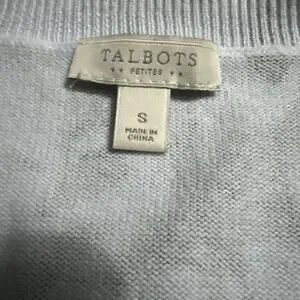 TALBOTS
★★ PETITES ★★
S
MADE IN
CHINA